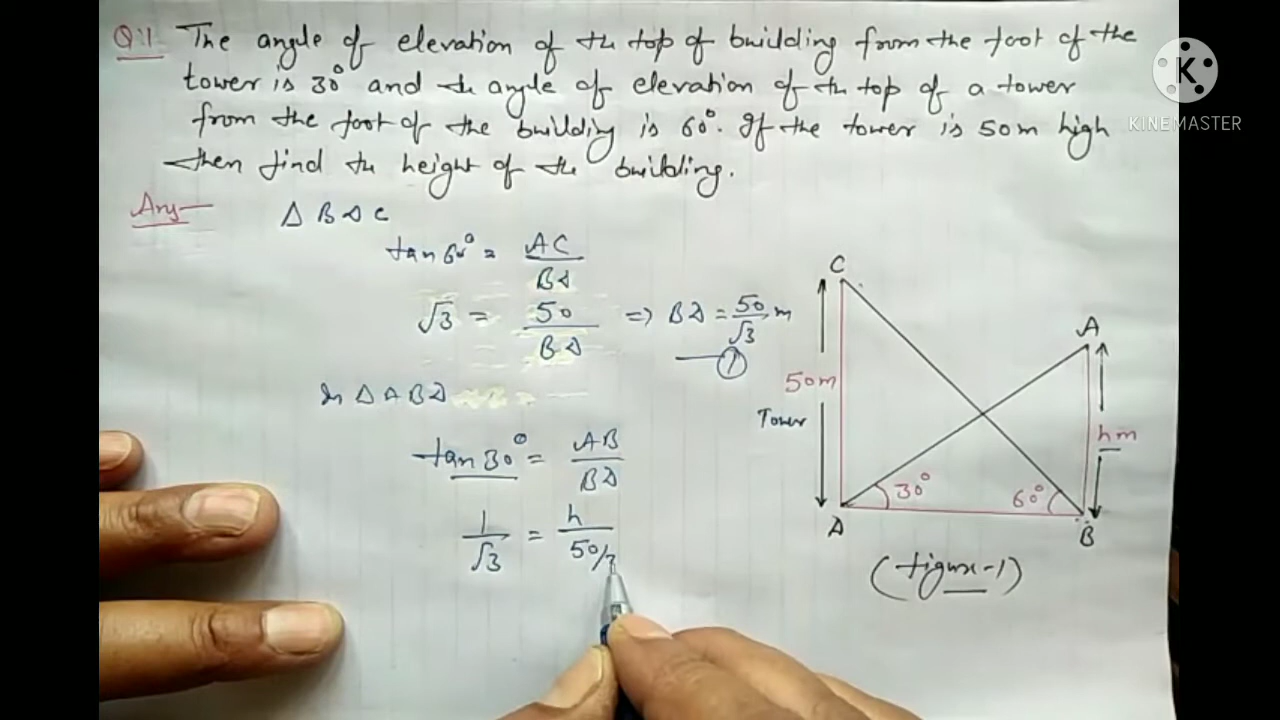 Q:1 The angle of elevation of the top of building from the foot of the
tower is 30° and the angle of elevation of the top of a tower
from the foot of the building is 60°. If the tower is 50m high
then find the height of the building.
Ans—
Δ B D C
tan 60° = AC / BD
√3 = 50 / BD => BD = 50/√3 m
—①
In Δ A B D
tan 30° = AB / BD
1/√3 = h / 50/
C
A
50m
Tower
hm
30°
60°
D
B
(figure-1)
K
KINEMASTER